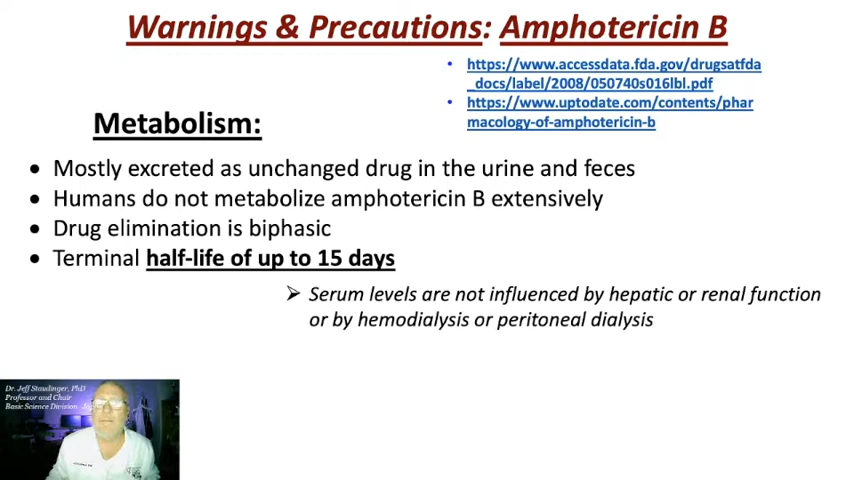 Warnings & Precautions: Amphotericin B
• https://www.accessdata.fda.gov/drugsatfda
_docs/label/2008/050740s016lbl.pdf
• https://www.uptodate.com/contents/phar
macology-of-amphotericin-b
Metabolism:
• Mostly excreted as unchanged drug in the urine and feces
• Humans do not metabolize amphotericin B extensively
• Drug elimination is biphasic
• Terminal half-life of up to 15 days
➢ Serum levels are not influenced by hepatic or renal function
or by hemodialysis or peritoneal dialysis
Dr. Jeff Staudinger, PhD
Professor and Chair
Basic Science Division